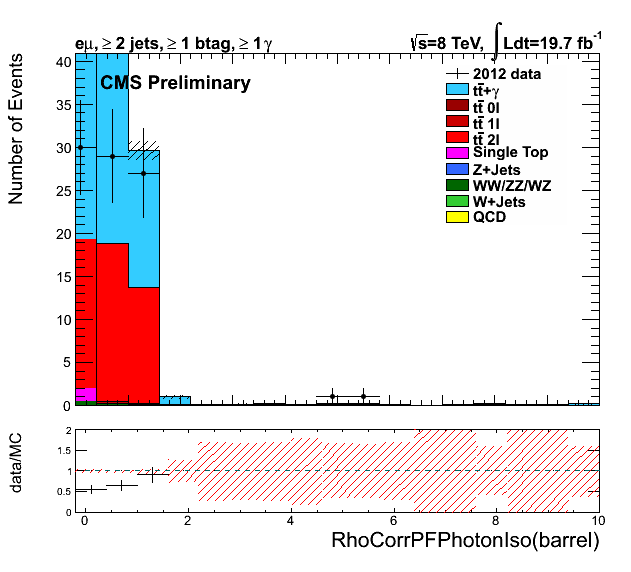 eμ, ≥ 2 jets, ≥ 1 btag, ≥ 1 γ
√s=8 TeV, ∫Ldt=19.7 fb⁻¹
CMS Preliminary
Number of Events
40
35
30
25
20
15
10
5
0
2012 data
tt̄+γ
tt̄ 0l
tt̄ 1l
tt̄ 2l
Single Top
Z+Jets
WW/ZZ/WZ
W+Jets
QCD
data/MC
2
1.5
1
0.5
0
0 2 4 6 8 10
RhoCorrPFPhotonIso(barrel)